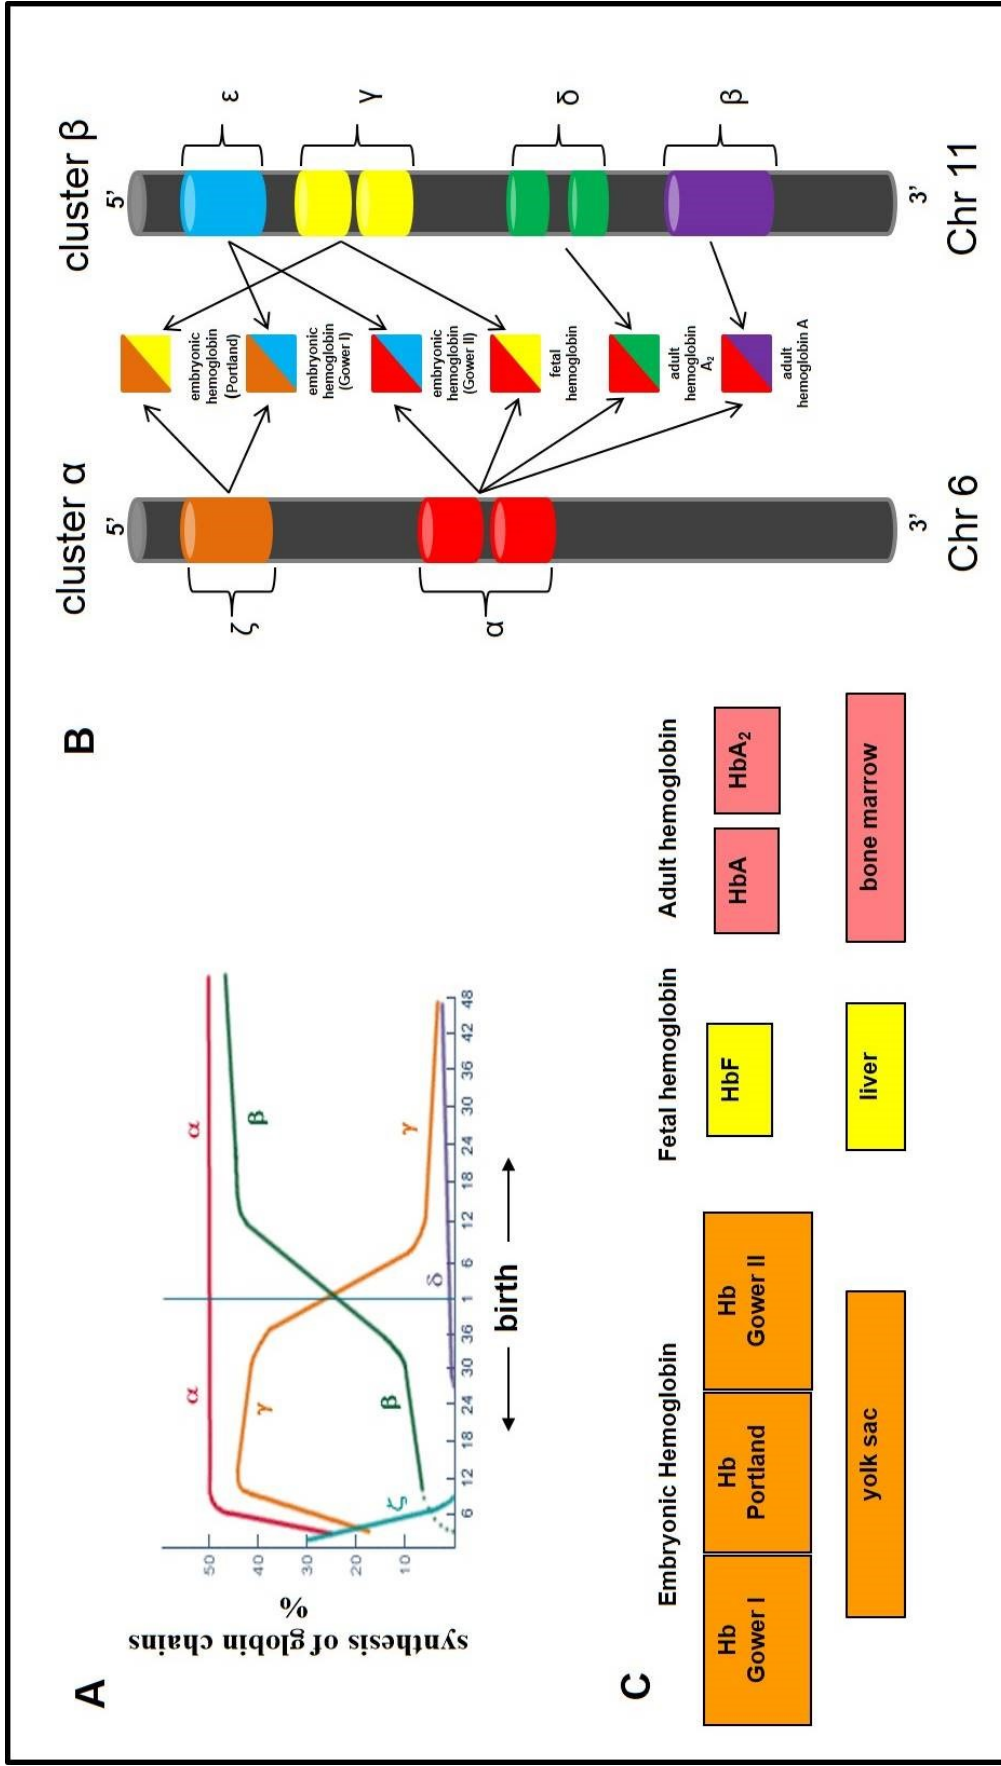 A
synthesis of globin chains
%
50
40
30
20
10
α
α
γ
γ
β
β
ζ
δ
6
12
18
24
30
36
1
6
12
18
24
30
36
42
48
birth
B
cluster α
cluster β
5’
5’
ζ
α
ε
γ
δ
β
embryonic
hemoglobin
(Portland)
embryonic
hemoglobin
(Gower I)
embryonic
hemoglobin
(Gower II)
fetal
hemoglobin
adult
hemoglobin
A2
adult
hemoglobin A
3’
3’
Chr 6
Chr 11
C
Embryonic Hemoglobin
Fetal hemoglobin
Adult hemoglobin
Hb
Gower I
Hb
Portland
Hb
Gower II
HbF
HbA
HbA2
yolk sac
liver
bone marrow